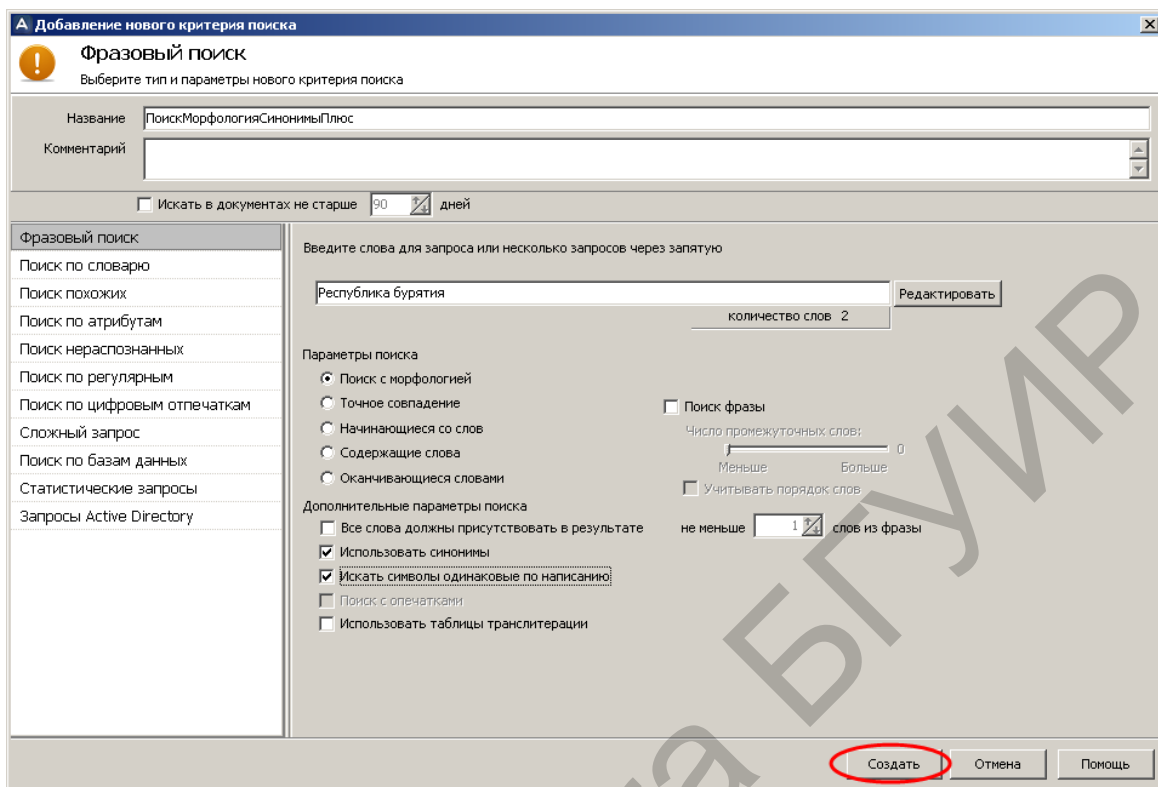 Добавление нового критерия поиска
Фразовый поиск
Выберите тип и параметры нового критерия поиска
Название ПоискМорфологияСинонимыПлюс
Комментарий
Искать в документах не старше 90 дней
Фразовый поиск
Поиск по словарю
Поиск похожих
Поиск по атрибутам
Поиск нераспознанных
Поиск по регулярным
Поиск по цифровым отпечаткам
Сложный запрос
Поиск по базам данных
Статистические запросы
Запросы Active Directory
Введите слова для запроса или несколько запросов через запятую
Республика бурятия Редактировать
количество слов 2
Параметры поиска
Поиск с морфологией
Точное совпадение
Начинающиеся со слов
Содержащие слова
Оканчивающиеся словами
Поиск фразы
Число промежуточных слов:
0
Меньше Больше
Учитывать порядок слов
Дополнительные параметры поиска
Все слова должны присутствовать в результате не меньше 1 слов из фразы
Использовать синонимы
Искать символы одинаковые по написанию
Поиск с опечатками
Использовать таблицы транслитерации
Создать Отмена Помощь
БГУИР